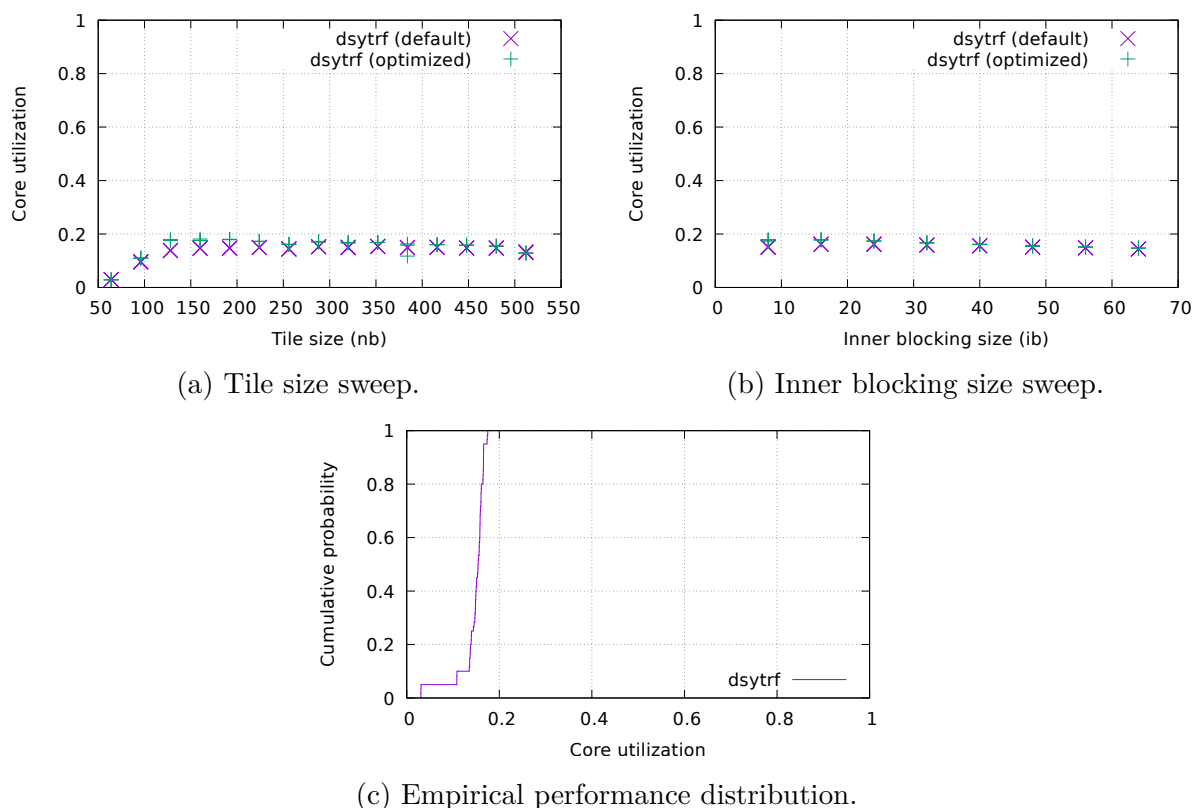 1
0.8
0.6
0.4
0.2
0
Core utilization
dsytrf (default)
dsytrf (optimized)
50 100 150 200 250 300 350 400 450 500 550
Tile size (nb)
(a) Tile size sweep.
1
0.8
0.6
0.4
0.2
0
Core utilization
dsytrf (default)
dsytrf (optimized)
0 10 20 30 40 50 60 70
Inner blocking size (ib)
(b) Inner blocking size sweep.
1
0.8
0.6
0.4
0.2
0
Cumulative probability
dsytrf
0 0.2 0.4 0.6 0.8 1
Core utilization
(c) Empirical performance distribution.